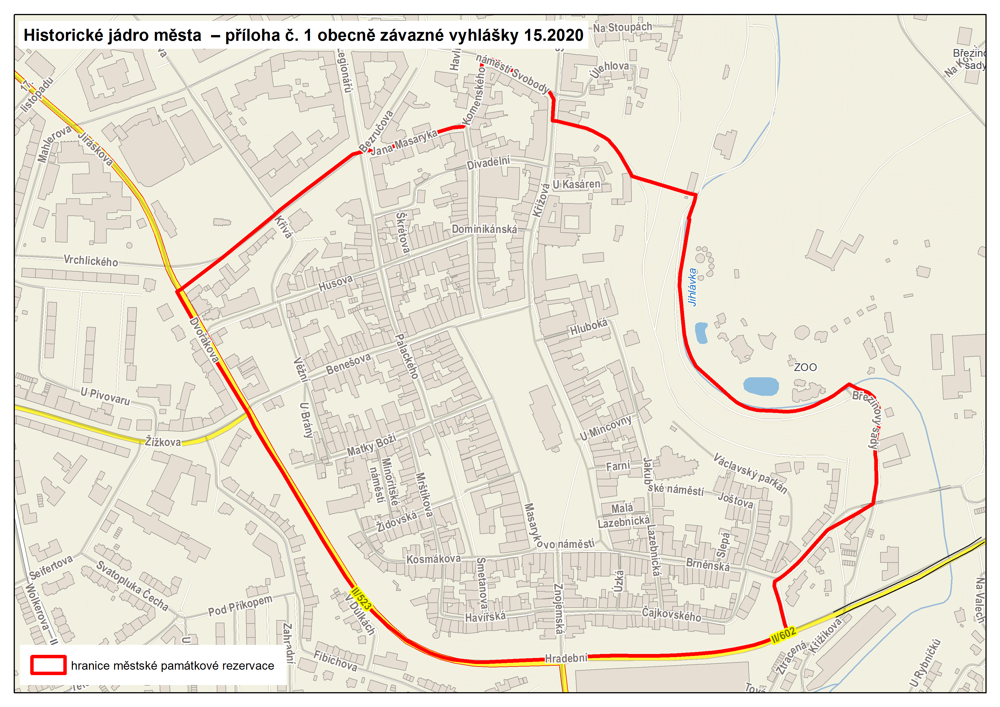 Historické jádro města – příloha č. 1 obecně závazné vyhlášky 15.2020
Na Stoupách
Březino
sady
Úlehlova
náměstí Svobody
Komenského
Legionářů
17.
listopadu
Mahlerova
Jiráskova
Bezručova
Jana Masaryka
Divadelní
U Kasáren
Křížová
Škrétova
Dominikánská
Křivá
Vrchlického
Husova
Jihlávka
Dvořákova
Hluboká
Palackého
Věžní
Benešova
ZOO
U Pivovaru
U Brány
Březinovy sady
U Mincovny
Žižkova
Matky Boží
Minoritské
náměstí
Mrštíkova
Farní
Jakubské náměstí
Václavský parkán
Joštova
Malá
Lazebnická
Lazebnická
Židovská
Masarykovo náměstí
Slepá
Kosmákova
Smetanova
Brněnská
Úzká
Znojemská
Seifertova
Svatopluka Čecha
Wolkerova
II
Pod Příkopem
II/523
V Důlkách
Havířská
Čajkovského
Na Valech
Zahradní
U
Fibichova
Hradební
II/602
Ztracená
Křižíkova
U Rybníčků
hranice městské památkové rezervace